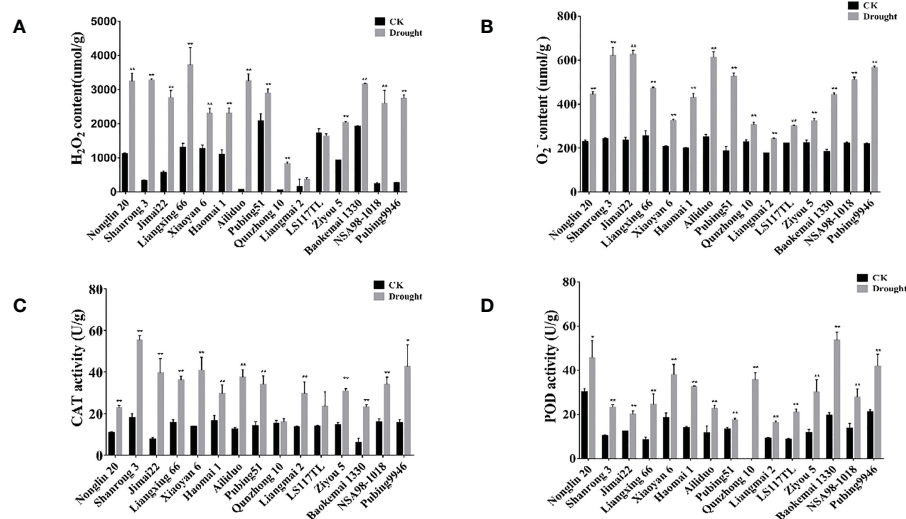 A
CK
Drought
H₂O₂ content(umol/g)
5000
4000
3000
2000
1000
0
** ** ** ** ** ** ** ** ** ** ** **
Nonglin 20
Shanrong 3
Jimai22
Liangxing 66
Xiaoyan 6
Haomai 1
Ailiduo
Pubing51
Qunzhong 10
Liangmai 2
LS117TL
Ziyou 5
Baokemai 1330
NSA98-1018
Pubing9946
B
CK
Drought
O₂⁻ content (umol/g )
800
600
400
200
0
** ** ** ** ** ** ** ** ** ** ** ** ** ** **
Nonglin 20
Shanrong 3
Jimai22
Liangxing 66
Xiaoyan 6
Haomai 1
Ailiduo
Pubing51
Qunzhong 10
Liangmai 2
LS117TL
Ziyou 5
Baokemai 1330
NSA98-1018
Pubing9946
C
CK
Drought
CAT activity (U/g)
80
60
40
20
0
** ** ** ** ** ** ** ** ** ** ** ** *
Nonglin 20
Shanrong 3
Jimai22
Liangxing 66
Xiaoyan 6
Haomai 1
Ailiduo
Pubing51
Qunzhong 10
Liangmai 2
LS117TL
Ziyou 5
Baokemai 1330
NSA98-1018
Pubing9946
D
CK
Drought
POD activity (U/g)
80
60
40
20
0
* ** ** ** ** ** ** ** ** ** ** ** ** ** **
Nonglin 20
Shanrong 3
Jimai22
Liangxing 66
Xiaoyan 6
Haomai 1
Ailiduo
Pubing51
Qunzhong 10
Liangmai 2
LS117TL
Ziyou 5
Baokemai 1330
NSA98-1018
Pubing9946